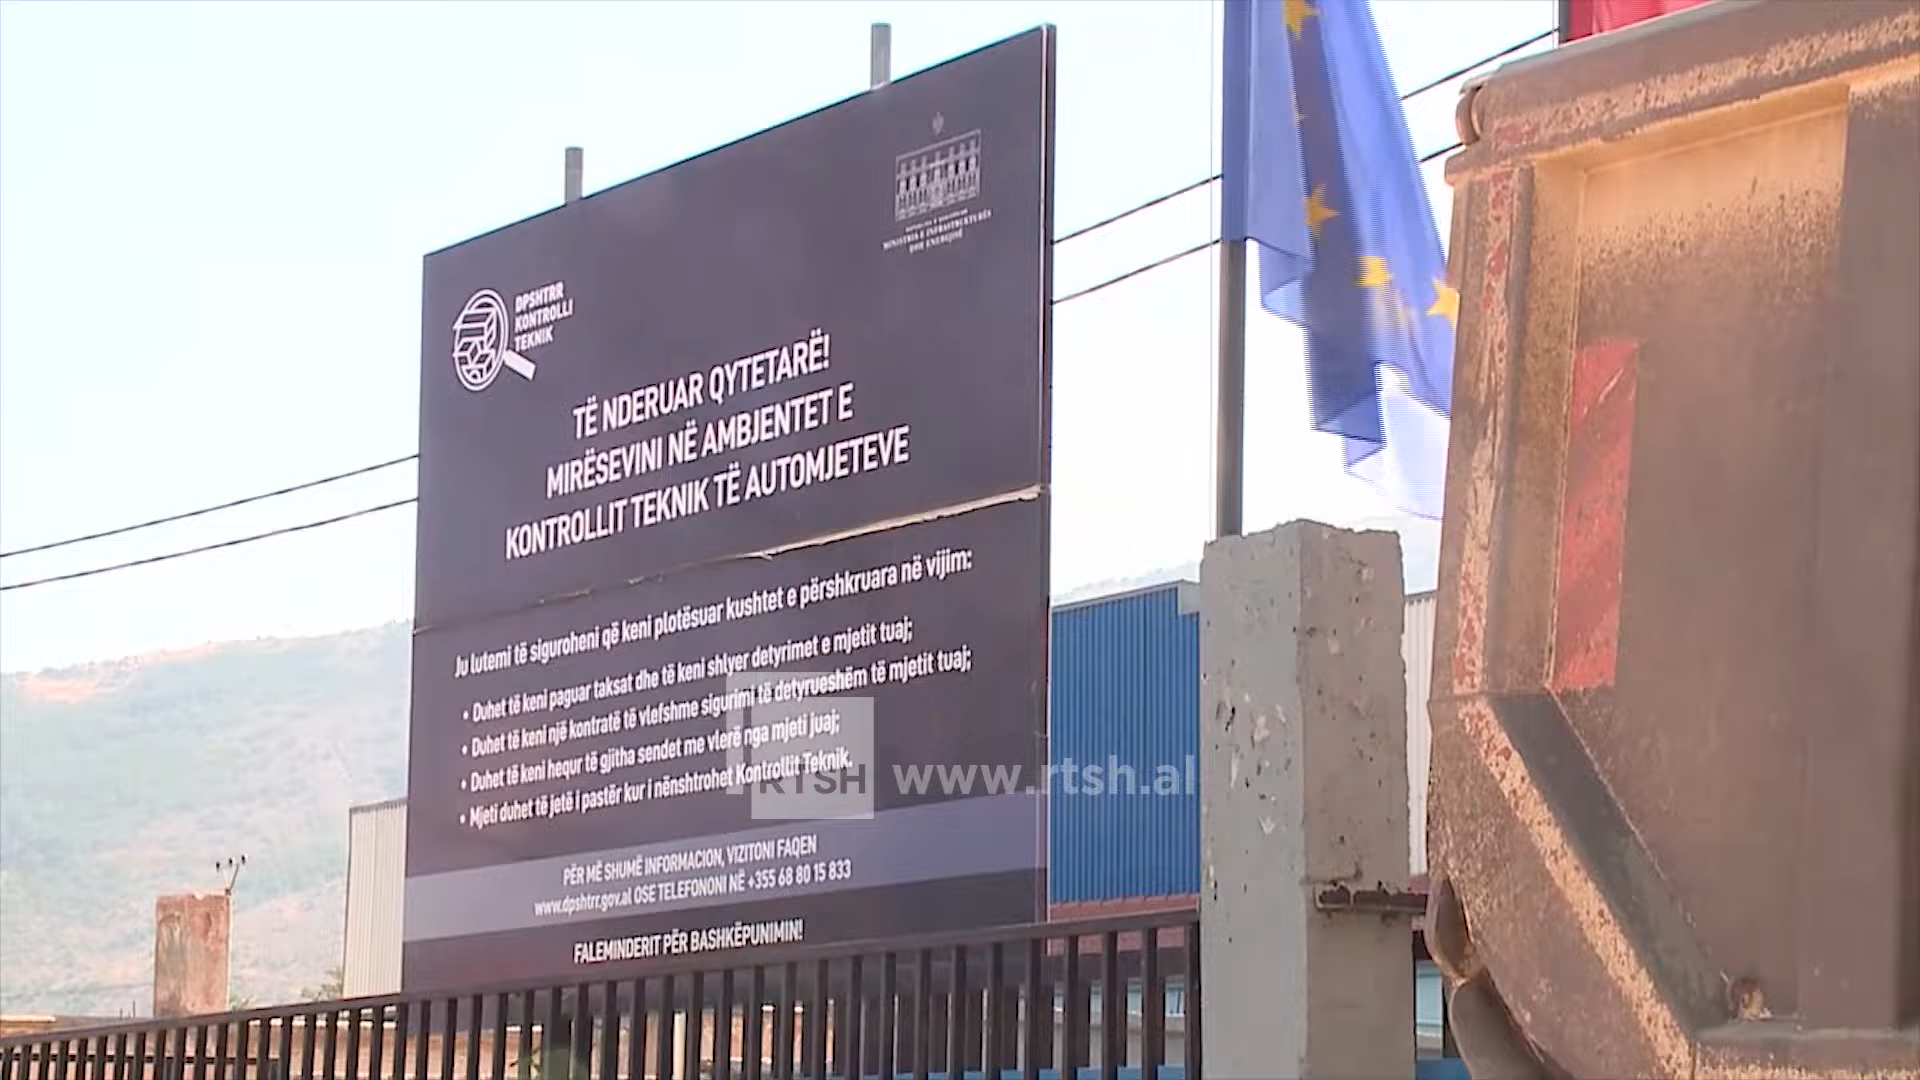 REPUBLIKA E SHQIPËRISË
MINISTRIA E INFRASTRUKTURËS
DHE ENERGJISË
DPSHTRR
KONTROLLI
TEKNIK
TË NDERUAR QYTETARË!
MIRËSEVINI NË AMBJENTET E
KONTROLLIT TEKNIK TË AUTOMJETEVE
Ju lutemi të siguroheni që keni plotësuar kushtet e përshkruara në vijim:
• Duhet të keni paguar taksat dhe të keni shlyer detyrimet e mjetit tuaj;
• Duhet të keni një kontratë të vlefshme sigurimi të detyrueshëm të mjetit tuaj;
• Duhet të keni hequr të gjitha sendet me vlerë nga mjeti juaj;
• Mjeti duhet të jetë i pastër kur i nënshtrohet Kontrollit Teknik.
RTSH www.rtsh.al
PËR MË SHUMË INFORMACION, VIZITONI FAQEN
www.dpshtrr.gov.al OSE TELEFONONI NË +355 68 80 15 833
FALEMINDERIT PËR BASHKËPUNIMIN!